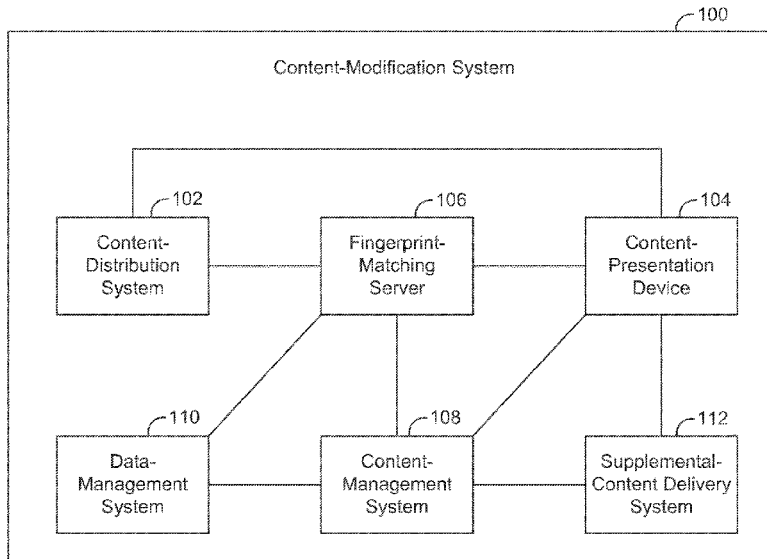 100
Content-Modification System
102
106
104
Content-
Distribution
System
Fingerprint-
Matching
Server
Content-
Presentation
Device
110
108
112
Data-
Management
System
Content-
Management
System
Supplemental-
Content Delivery
System